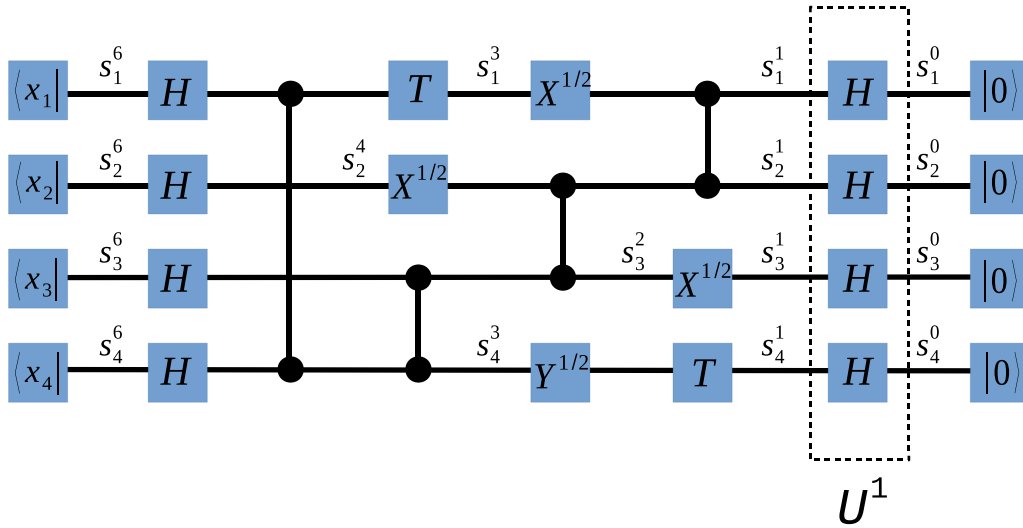 ⟨x₁| s₁⁶ H T s₁³ X^1/2 s₁¹ H s₁⁰ |0⟩
⟨x₂| s₂⁶ H s₂⁴ X^1/2 s₂¹ H s₂⁰ |0⟩
⟨x₃| s₃⁶ H s₃² X^1/2 s₃¹ H s₃⁰ |0⟩
⟨x₄| s₄⁶ H s₄³ Y^1/2 T s₄¹ H s₄⁰ |0⟩
U¹